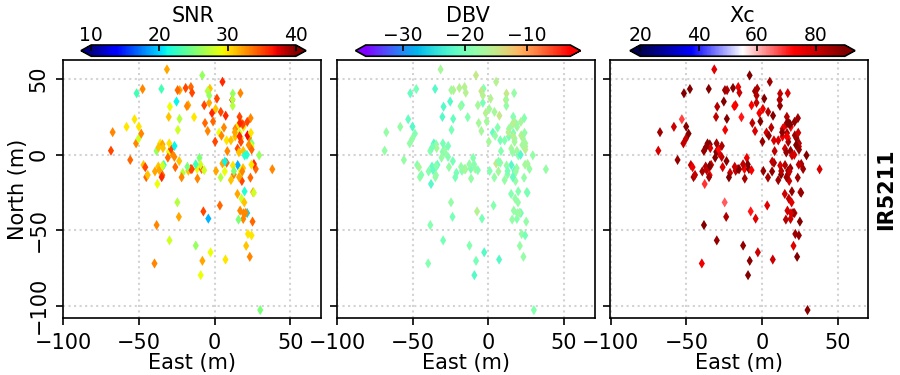 SNR DBV Xc
10 20 30 40 −30 −20 −10 20 40 60 80
50
0
−50
−100
North (m)
−100 −50 0 50 −100 −50 0 50 −100 −50 0 50
East (m) East (m) East (m)
IR5211